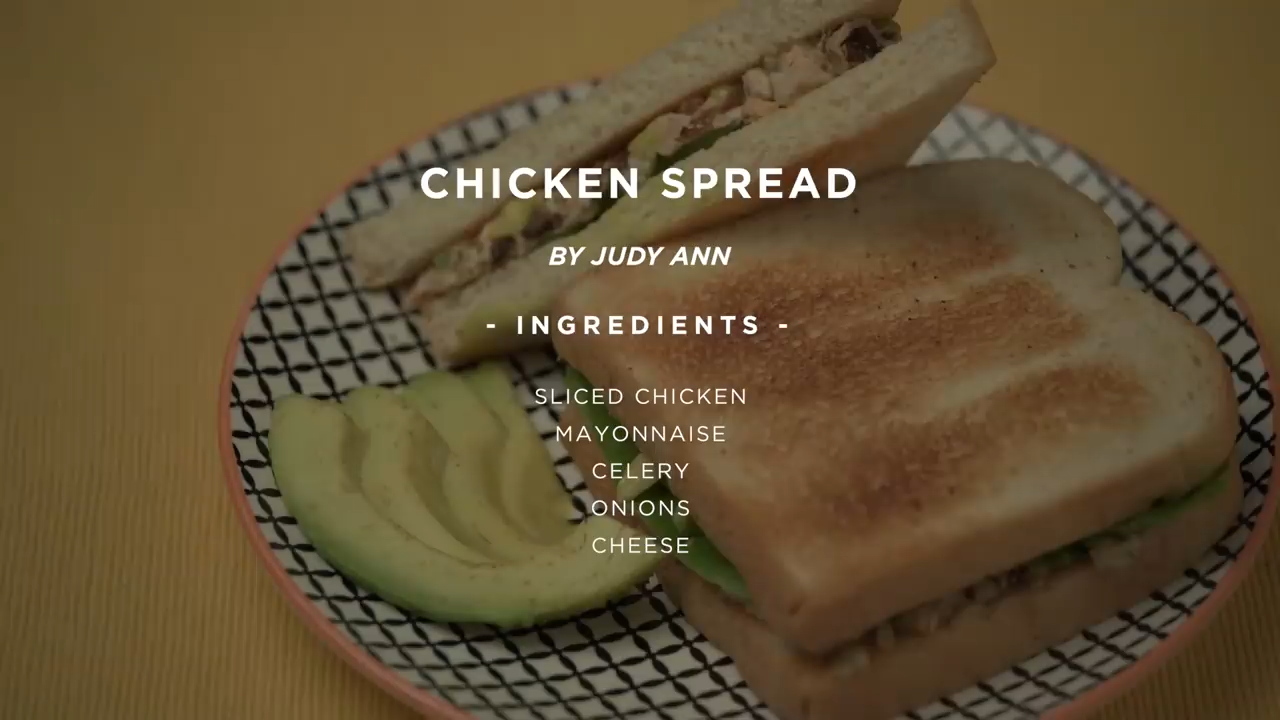 CHICKEN SPREAD
BY JUDY ANN
- INGREDIENTS -
SLICED CHICKEN
MAYONNAISE
CELERY
ONIONS
CHEESE